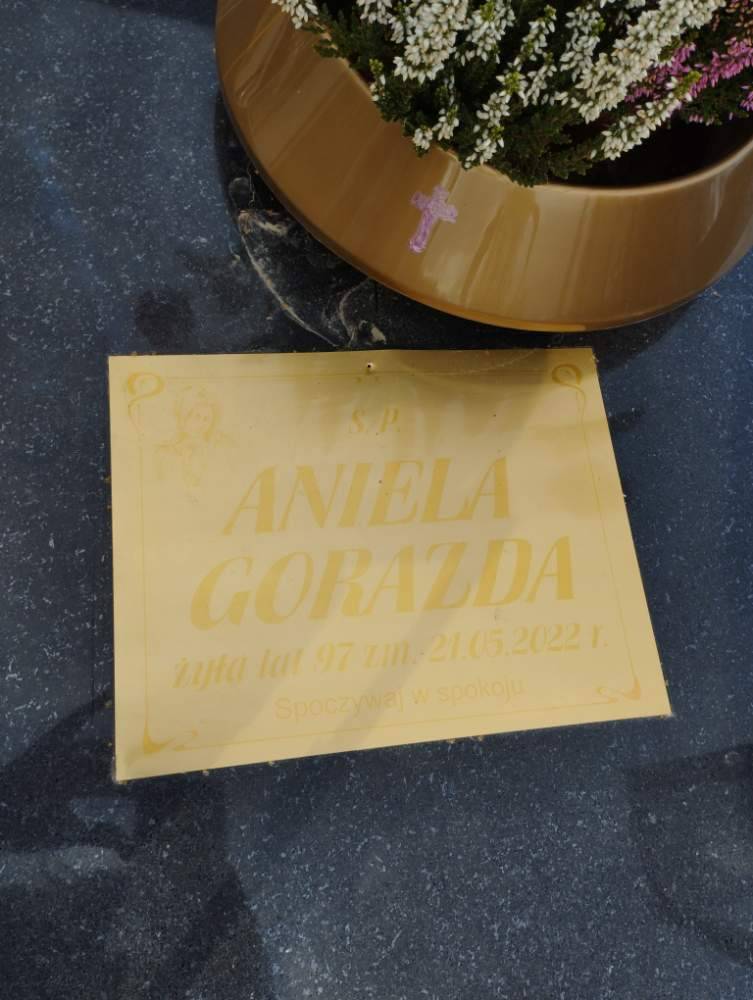 Ś. P.
ANIELA
GORAZDA
żyła lat 97 zm. 21.05.2022 r.
Spoczywaj w spokoju